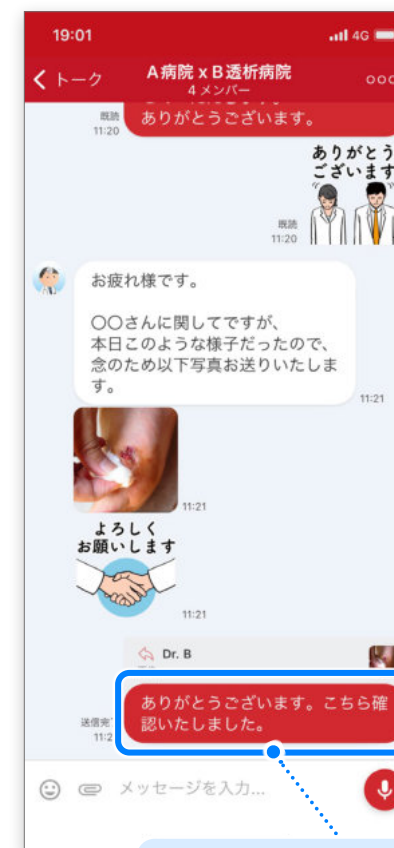 19:01
4G
トーク
A病院 x B透析病院
4 メンバー
ありがとうございます。
既読
11:20
ありがとう
ございます
既読
11:20
お疲れ様です。
〇〇さんに関してですが、
本日このような様子だったので、
念のため以下写真お送りいたしま
す。
11:21
11:21
よろしく
お願いします
11:21
Dr. B
ありがとうございます。こちら確
認いたしました。
送信完
11:2
メッセージを入力...